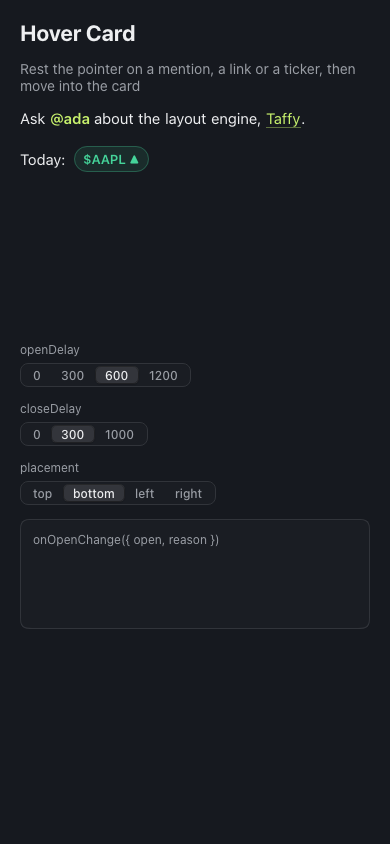 Hover Card
Rest the pointer on a mention, a link or a ticker, then
move into the card
Ask @ada about the layout engine, Taffy.
Today: $AAPL ▲
openDelay
0 300 600 1200
closeDelay
0 300 1000
placement
top bottom left right
onOpenChange({ open, reason })